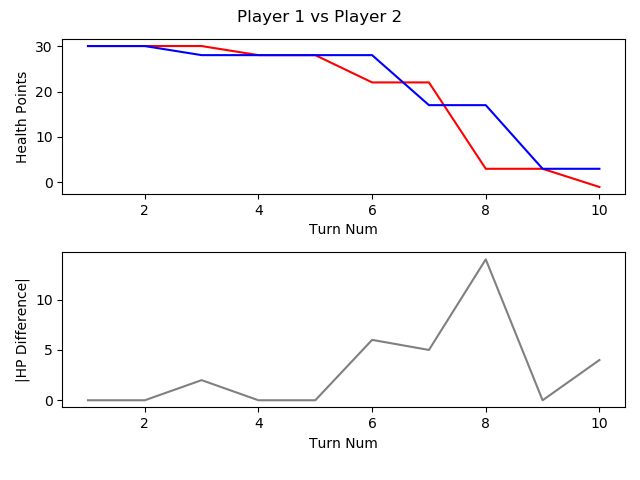 Player 1 vs Player 2
30
20
10
0
Health Points
2 4 6 8 10
Turn Num
10
5
0
|HP Difference|
2 4 6 8 10
Turn Num